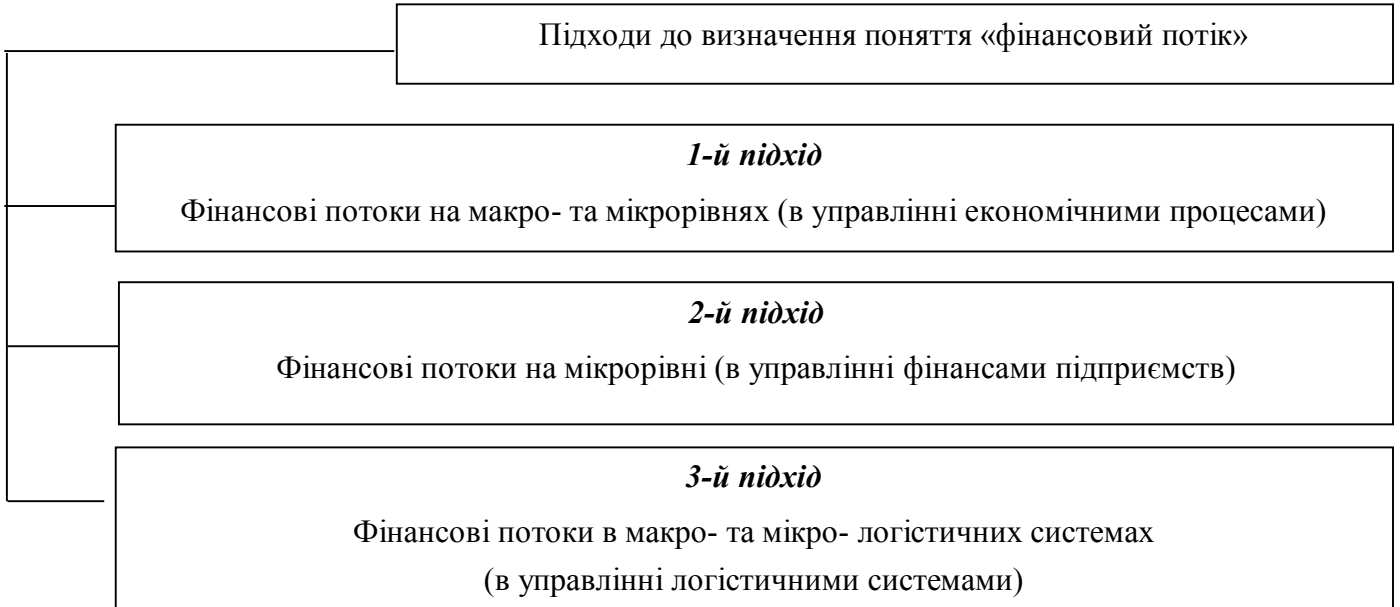 Підходи до визначення поняття «фінансовий потік»
1-й підхід
Фінансові потоки на макро- та мікрорівнях (в управлінні економічними процесами)
2-й підхід
Фінансові потоки на мікрорівні (в управлінні фінансами підприємств)
3-й підхід
Фінансові потоки в макро- та мікро- логістичних системах
(в управлінні логістичними системами)